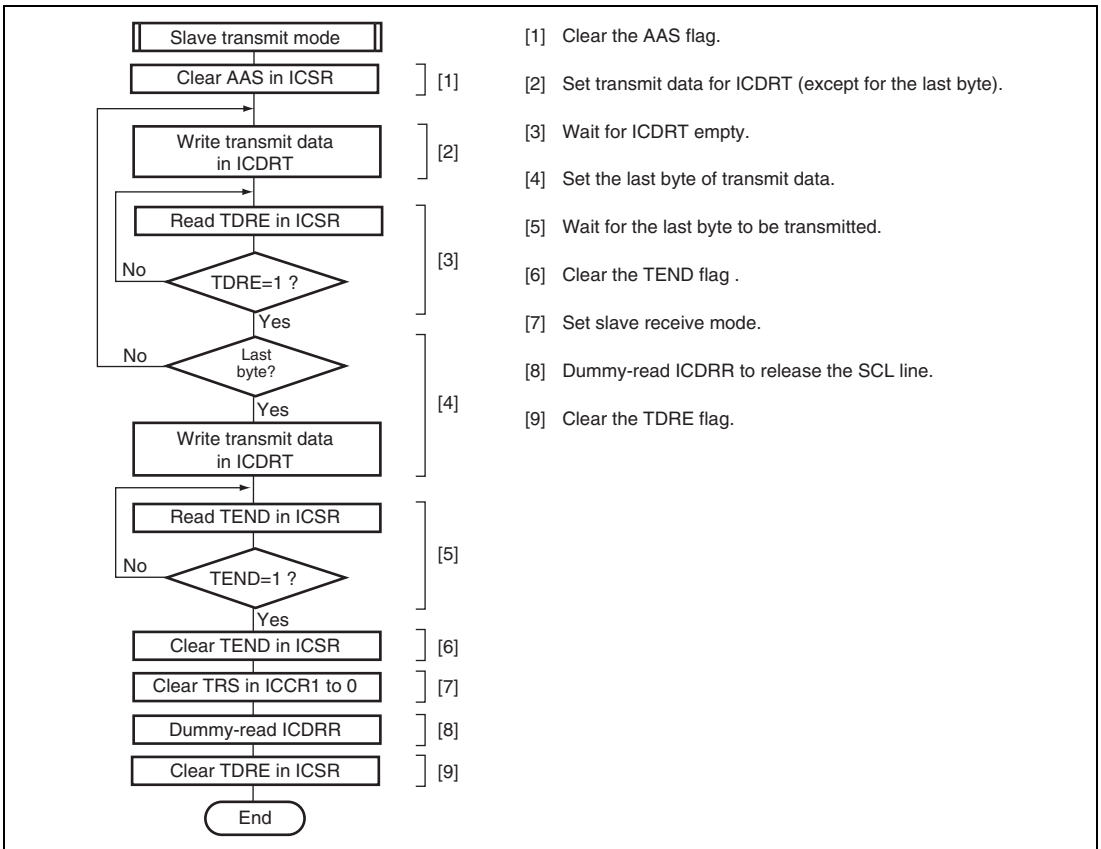 Slave transmit mode
Clear AAS in ICSR
[1]
Write transmit data
in ICDRT
[2]
Read TDRE in ICSR
No
TDRE=1 ?
[3]
Yes
No
Last
byte?
Yes
[4]
Write transmit data
in ICDRT
Read TEND in ICSR
No
TEND=1 ?
[5]
Yes
Clear TEND in ICSR
[6]
Clear TRS in ICCR1 to 0
[7]
Dummy-read ICDRR
[8]
Clear TDRE in ICSR
[9]
End
[1] Clear the AAS flag.
[2] Set transmit data for ICDRT (except for the last byte).
[3] Wait for ICDRT empty.
[4] Set the last byte of transmit data.
[5] Wait for the last byte to be transmitted.
[6] Clear the TEND flag .
[7] Set slave receive mode.
[8] Dummy-read ICDRR to release the SCL line.
[9] Clear the TDRE flag.